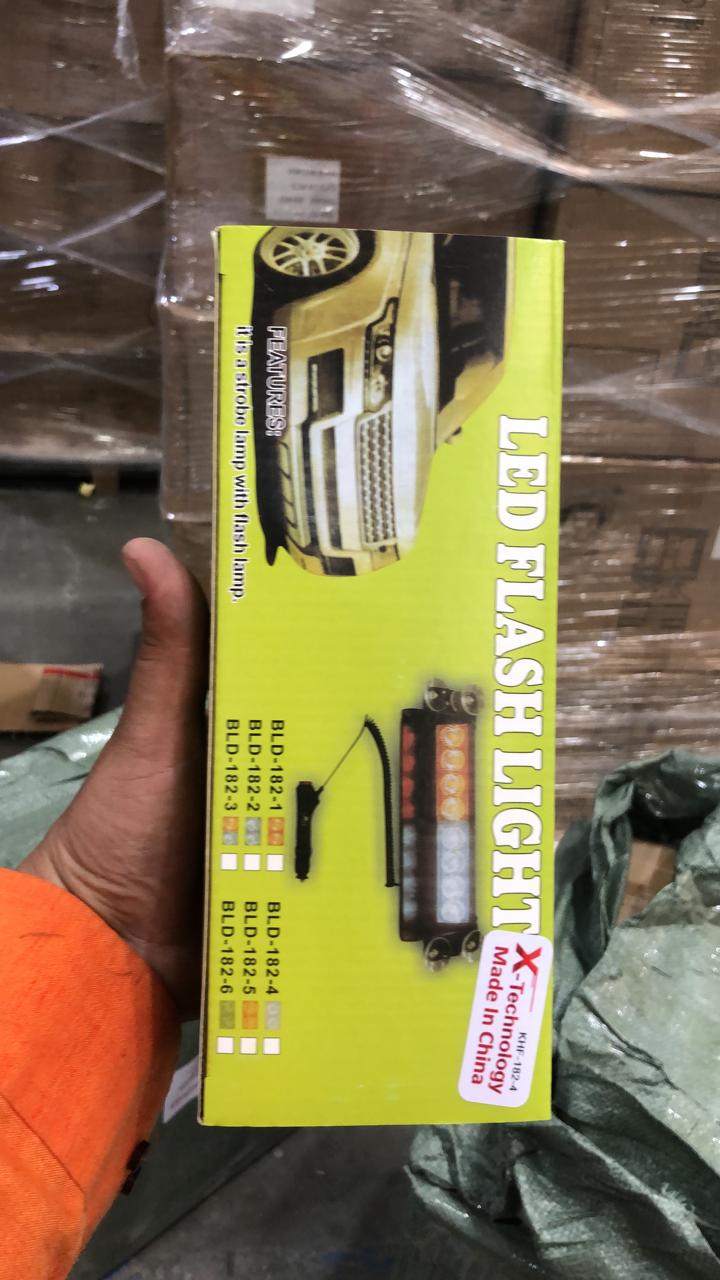 LED FLASH LIGHT
FEATURES:
it is a strobe lamp with flash lamp.
BLD-182-1
BLD-182-2
BLD-182-3
BLD-182-4
BLD-182-5
BLD-182-6
KHF-182-4
X-Technology
Made In China